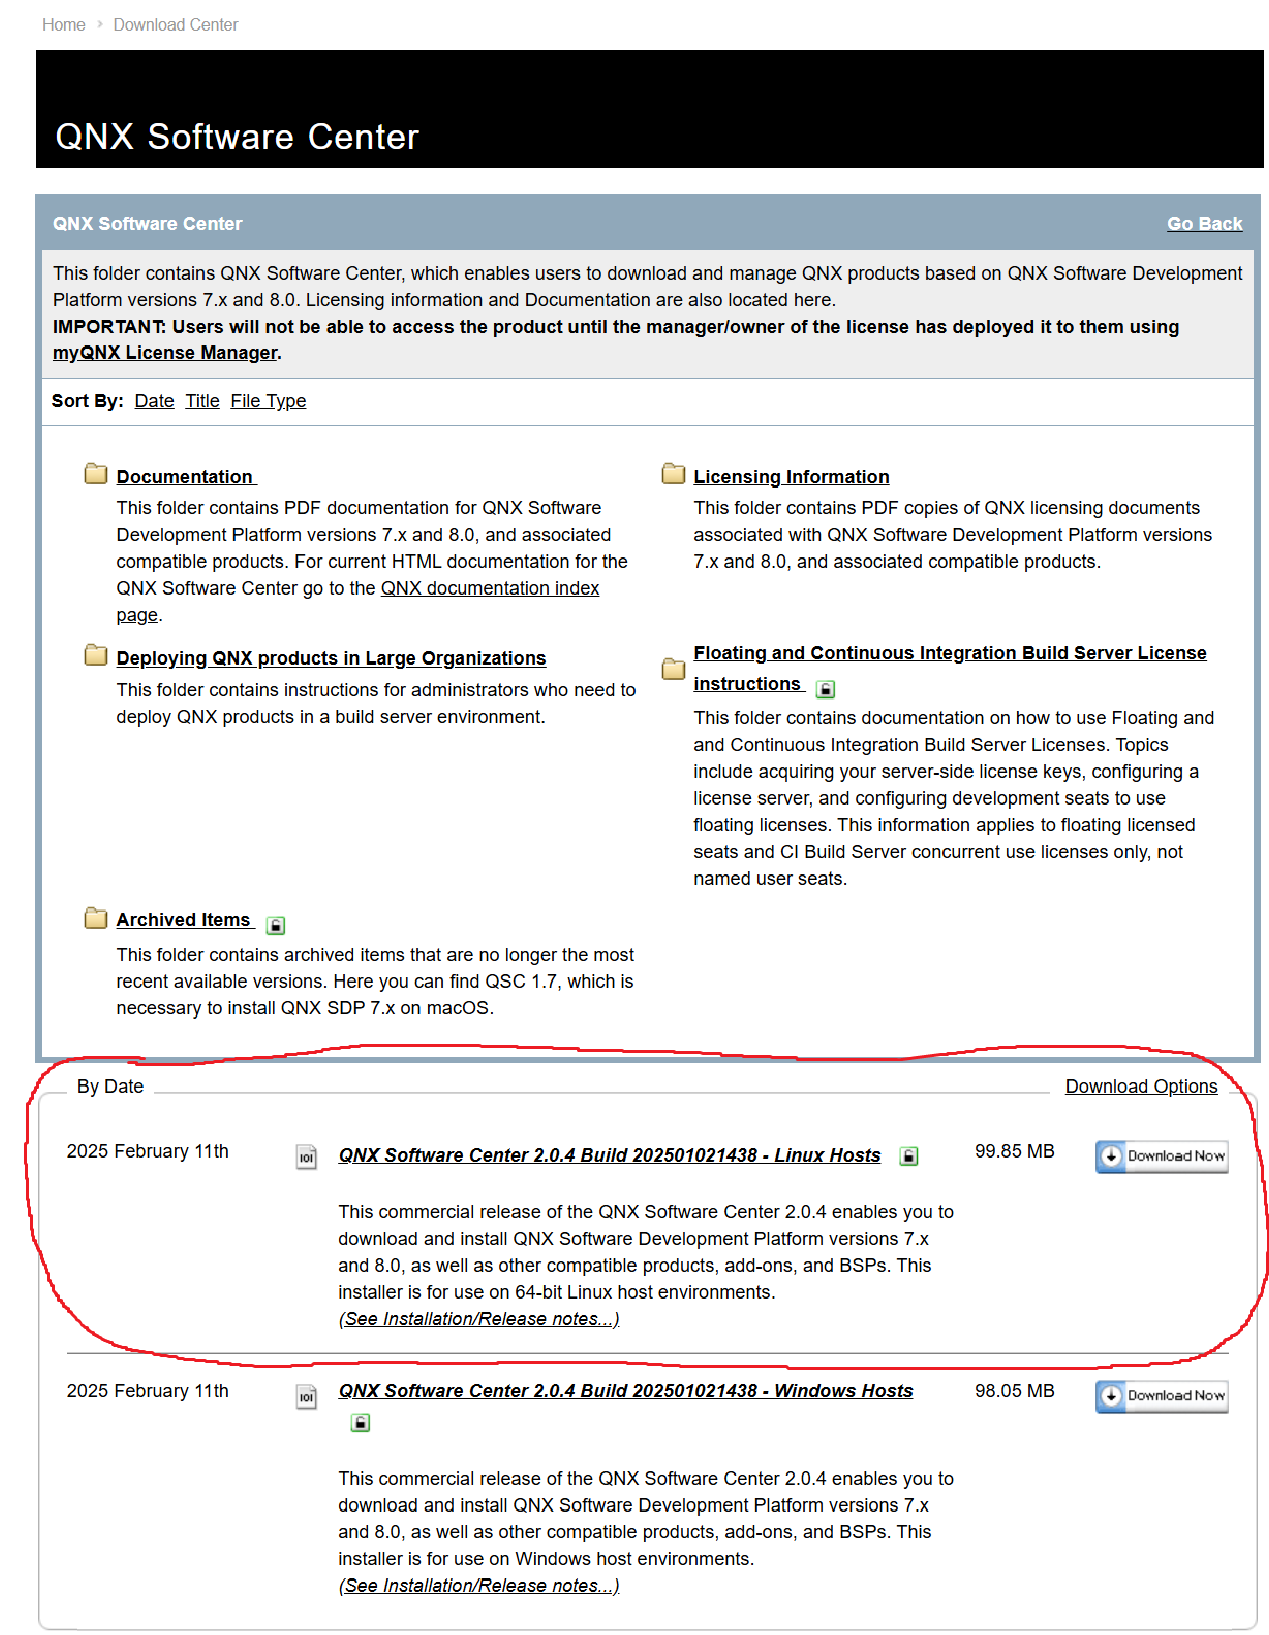 Home › Download Center
QNX Software Center
QNX Software Center Go Back
This folder contains QNX Software Center, which enables users to download and manage QNX products based on QNX Software Development
Platform versions 7.x and 8.0. Licensing information and Documentation are also located here.
IMPORTANT: Users will not be able to access the product until the manager/owner of the license has deployed it to them using
myQNX License Manager.
Sort By: Date Title File Type
Documentation
This folder contains PDF documentation for QNX Software
Development Platform versions 7.x and 8.0, and associated
compatible products. For current HTML documentation for the
QNX Software Center go to the QNX documentation index
page.
Licensing Information
This folder contains PDF copies of QNX licensing documents
associated with QNX Software Development Platform versions
7.x and 8.0, and associated compatible products.
Deploying QNX products in Large Organizations
This folder contains instructions for administrators who need to
deploy QNX products in a build server environment.
Floating and Continuous Integration Build Server License
instructions
This folder contains documentation on how to use Floating and
and Continuous Integration Build Server Licenses. Topics
include acquiring your server-side license keys, configuring a
license server, and configuring development seats to use
floating licenses. This information applies to floating licensed
seats and CI Build Server concurrent use licenses only, not
named user seats.
Archived Items
This folder contains archived items that are no longer the most
recent available versions. Here you can find QSC 1.7, which is
necessary to install QNX SDP 7.x on macOS.
By Date Download Options
2025 February 11th 101 QNX Software Center 2.0.4 Build 202501021438 - Linux Hosts 99.85 MB Download Now
This commercial release of the QNX Software Center 2.0.4 enables you to
download and install QNX Software Development Platform versions 7.x
and 8.0, as well as other compatible products, add-ons, and BSPs. This
installer is for use on 64-bit Linux host environments.
(See Installation/Release notes...)
2025 February 11th 101 QNX Software Center 2.0.4 Build 202501021438 - Windows Hosts 98.05 MB Download Now
This commercial release of the QNX Software Center 2.0.4 enables you to
download and install QNX Software Development Platform versions 7.x
and 8.0, as well as other compatible products, add-ons, and BSPs. This
installer is for use on Windows host environments.
(See Installation/Release notes...)